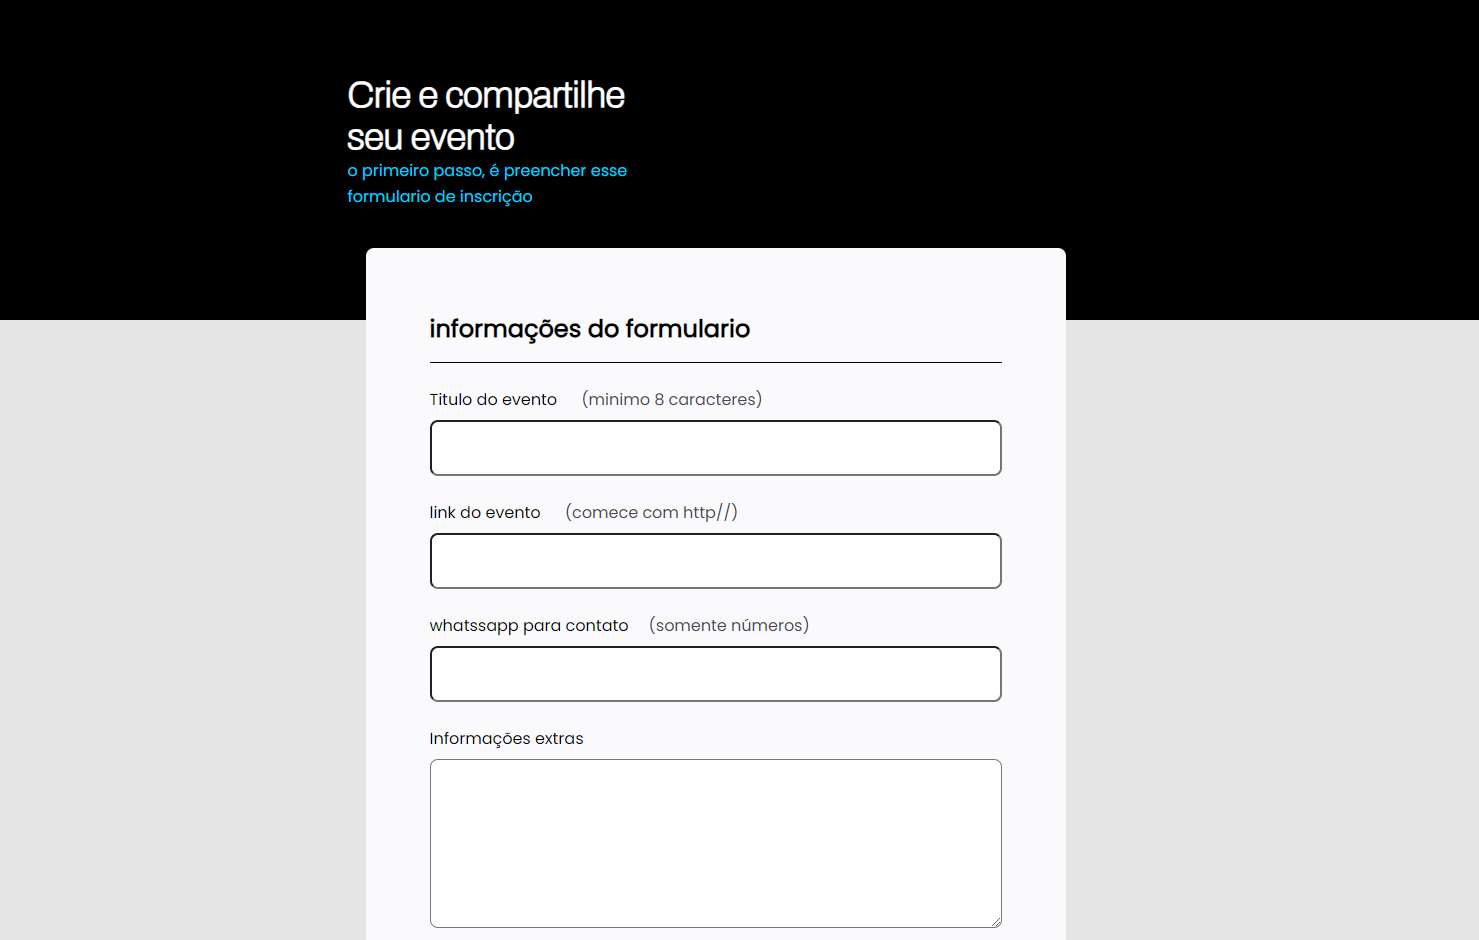 Crie e compartilhe
seu evento
o primeiro passo, é preencher esse
formulario de inscrição
informações do formulario
Titulo do evento (minimo 8 caracteres)
link do evento (comece com http//)
whatssapp para contato (somente números)
Informações extras